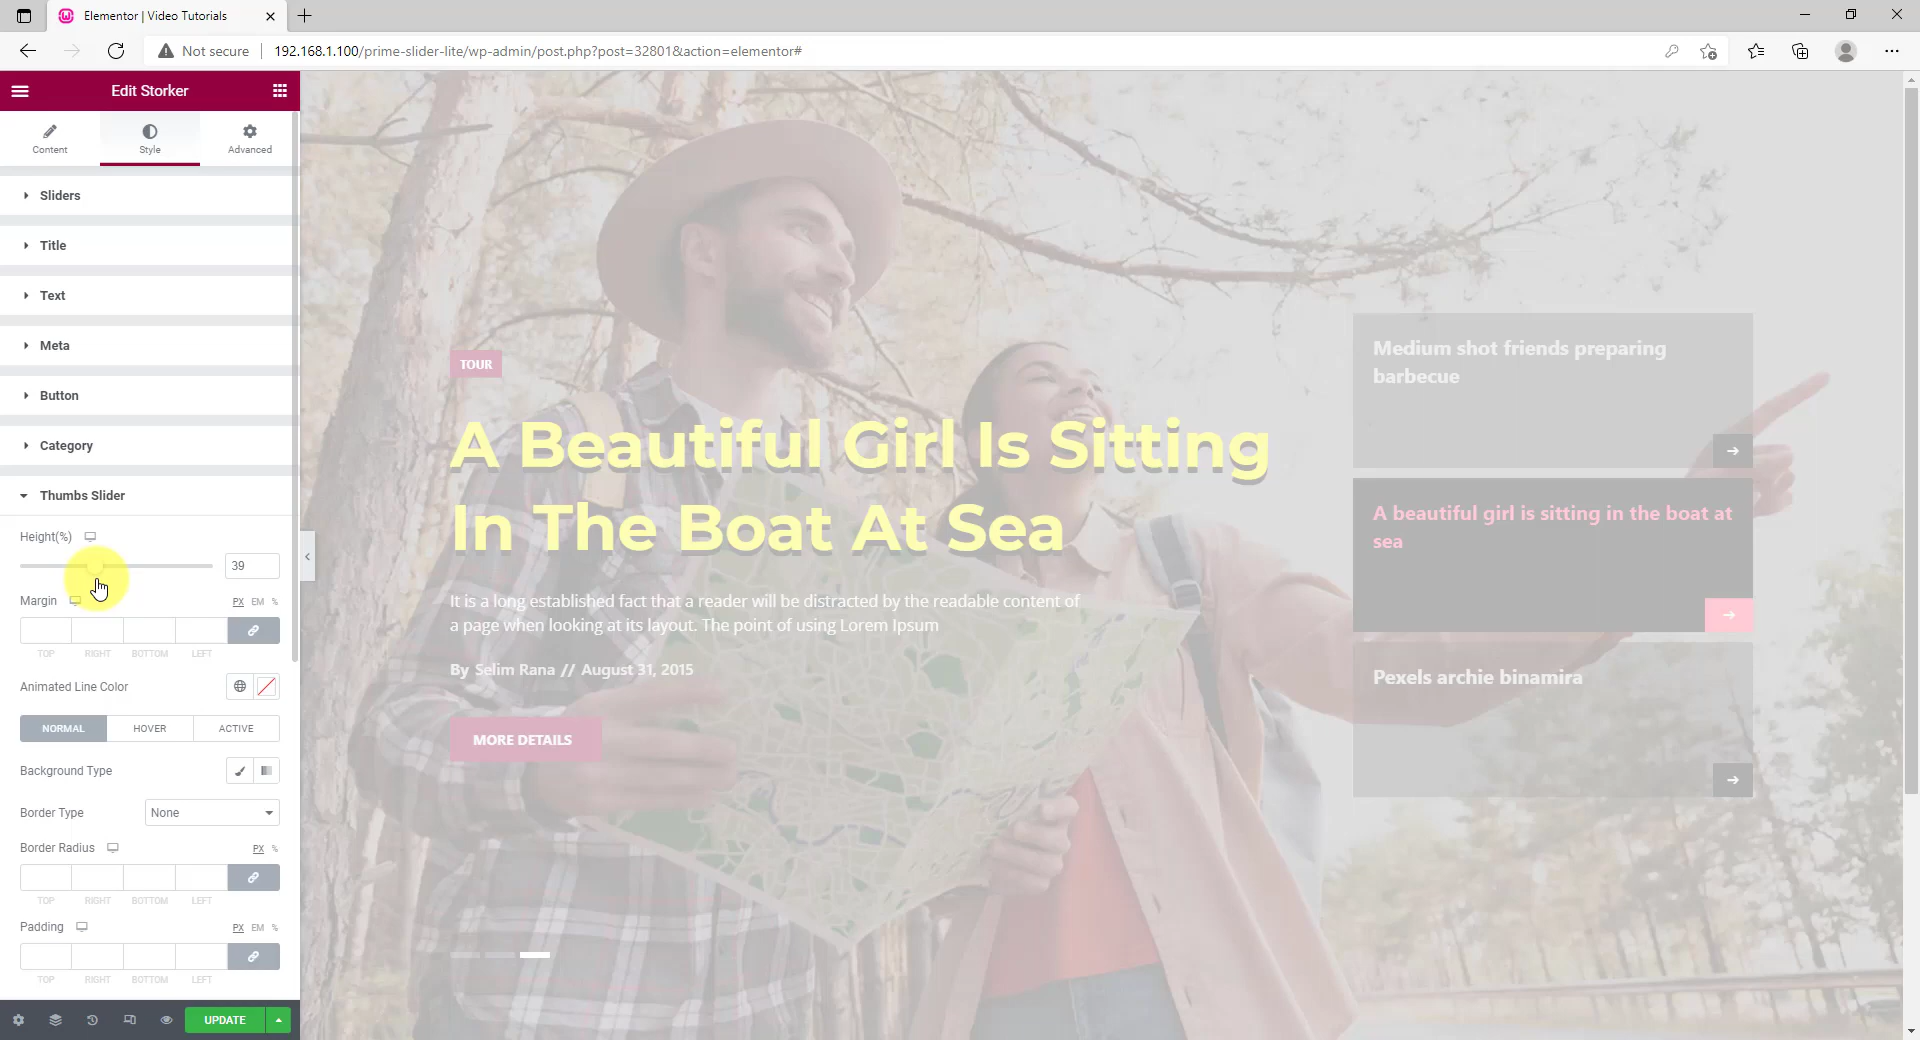 Elementor | Video Tutorials
Not secure
192.168.1.100/prime-slider-lite/wp-admin/post.php?post=32801&action=elementor#
Edit Storker
Content
Style
Advanced
Sliders
Title
Text
Meta
Button
Category
Thumbs Slider
Height(%)
39
Margin
PX EM %
TOP RIGHT BOTTOM LEFT
Animated Line Color
NORMAL HOVER ACTIVE
Background Type
Border Type
None
Border Radius
PX %
TOP RIGHT BOTTOM LEFT
Padding
PX EM %
TOP RIGHT BOTTOM LEFT
UPDATE
TOUR
A Beautiful Girl Is Sitting
In The Boat At Sea
It is a long established fact that a reader will be distracted by the readable content of
a page when looking at its layout. The point of using Lorem Ipsum
By Selim Rana // August 31, 2015
MORE DETAILS
Medium shot friends preparing
barbecue
A beautiful girl is sitting in the boat at
sea
Pexels archie binamira